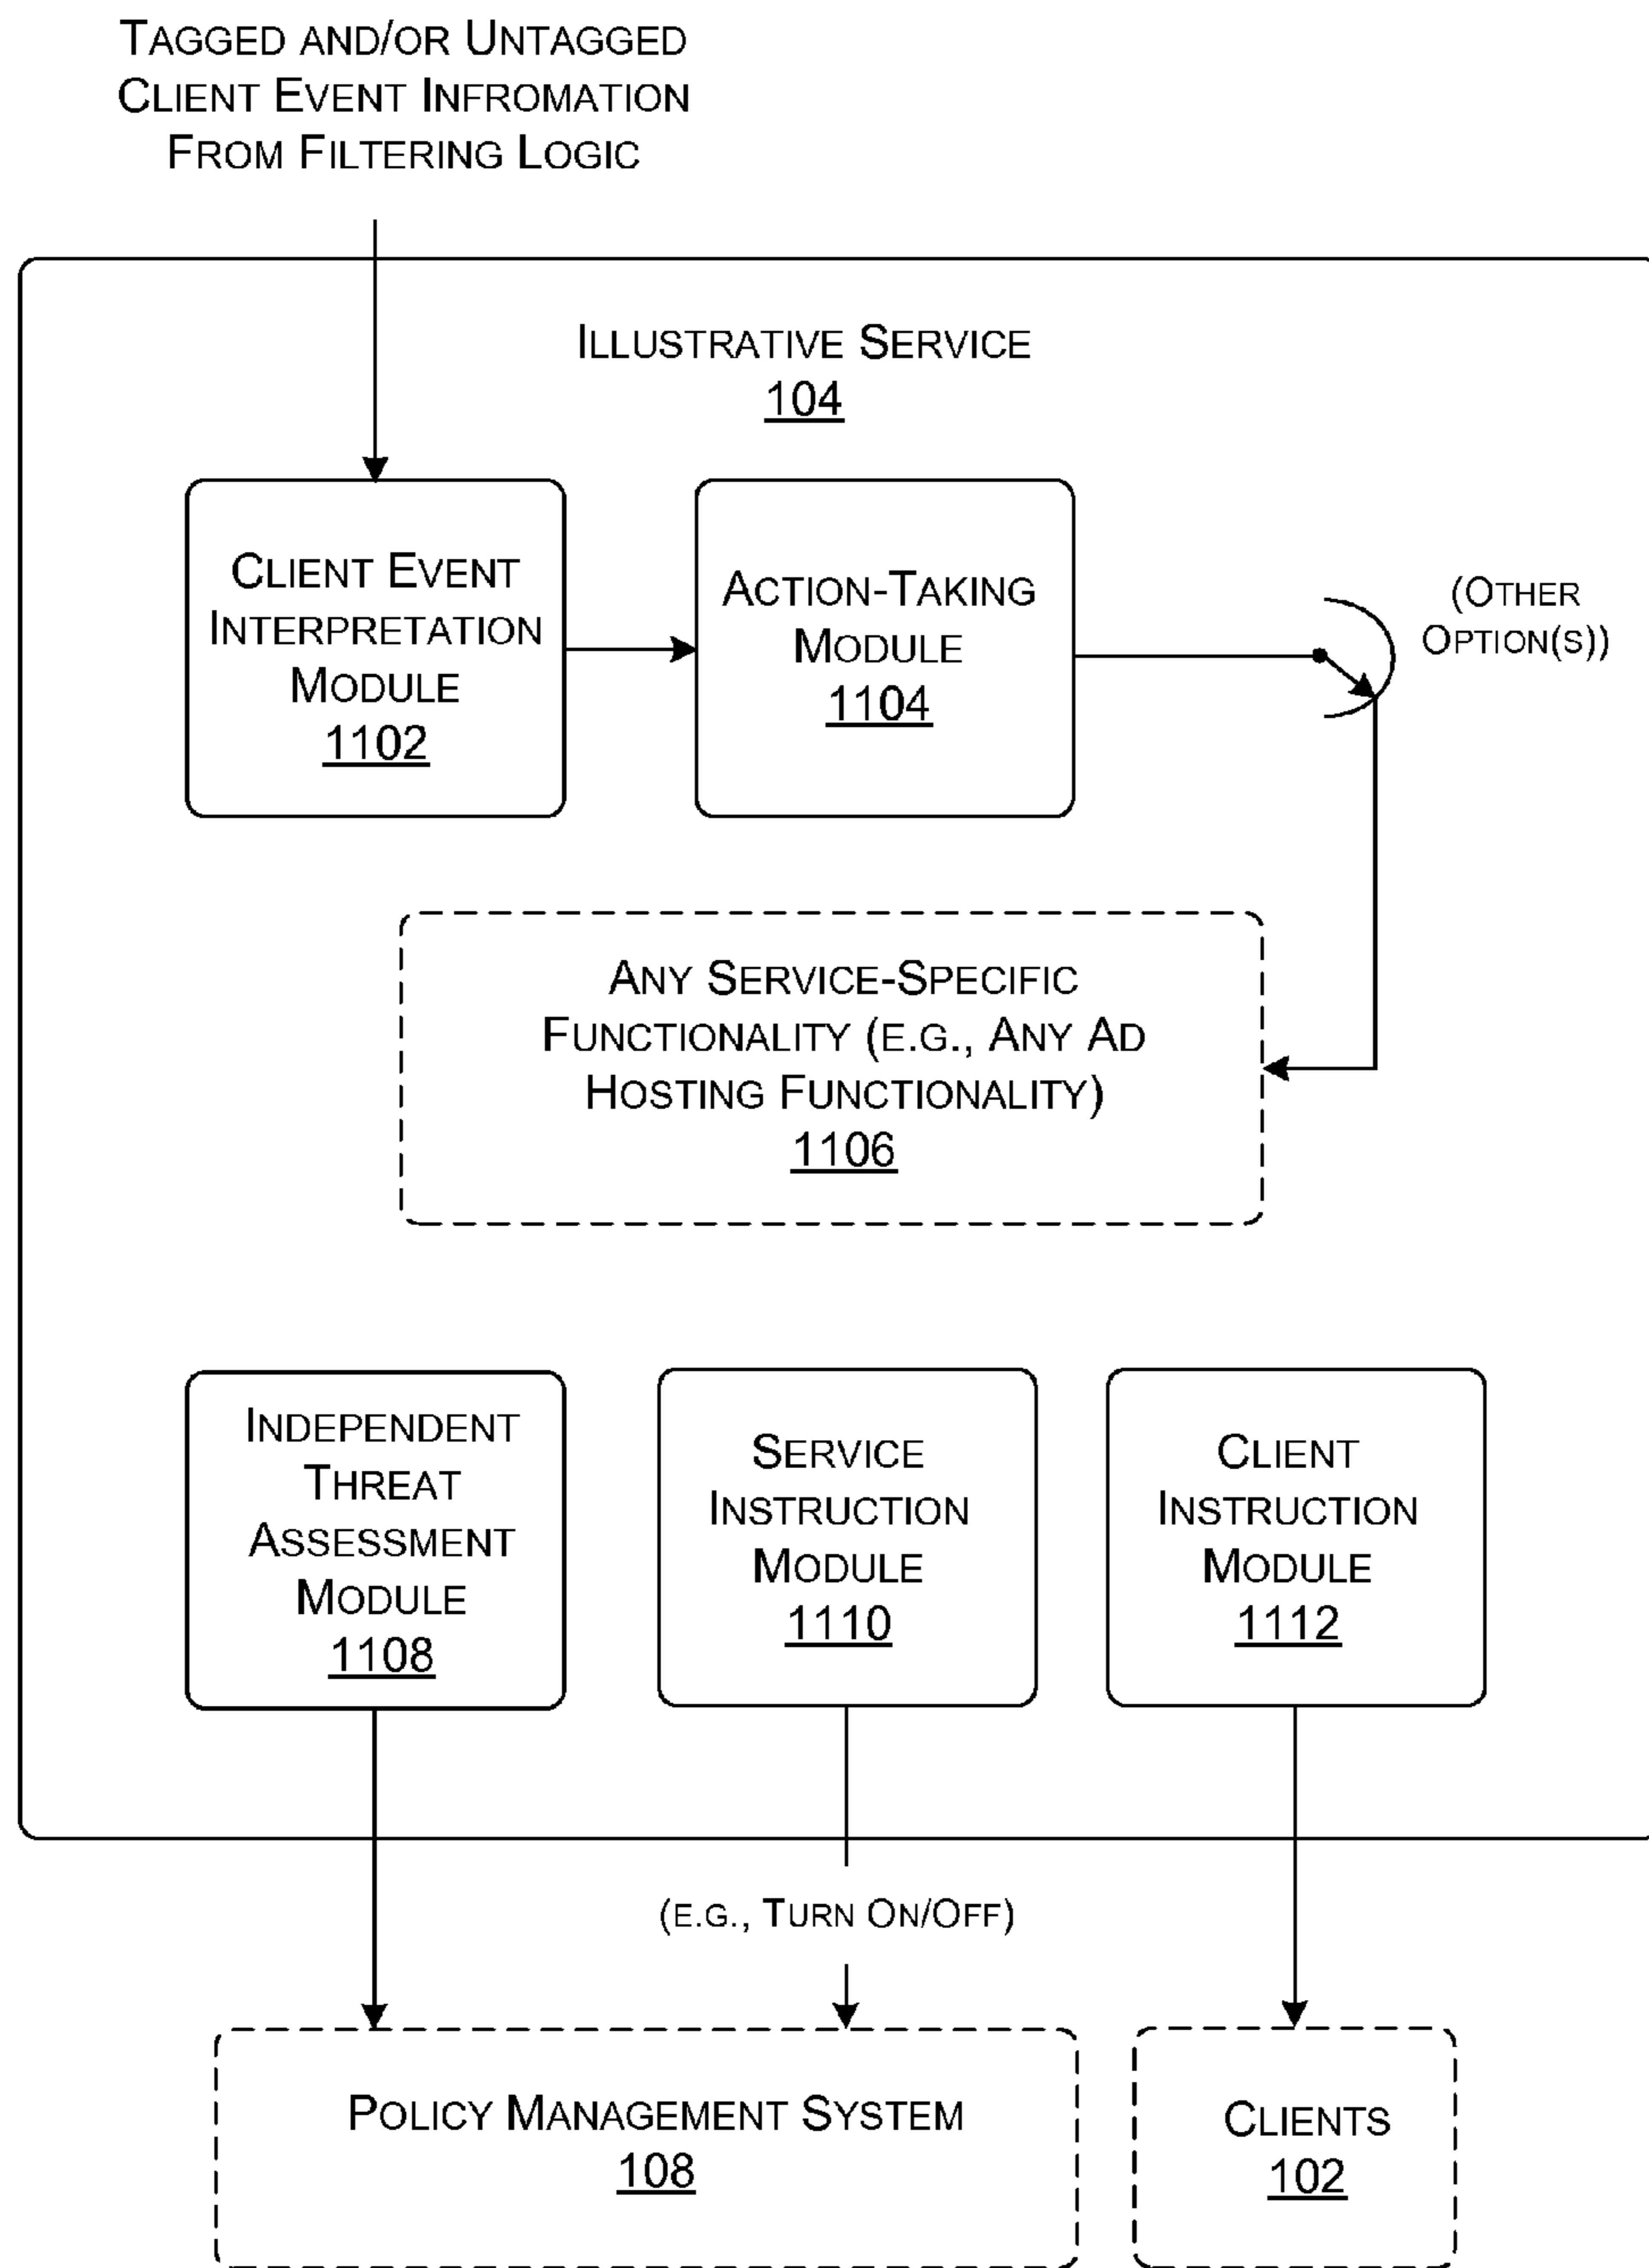 TAGGED AND/OR UNTAGGED
CLIENT EVENT INFROMATION
FROM FILTERING LOGIC
ILLUSTRATIVE SERVICE
104
CLIENT EVENT
INTERPRETATION
MODULE
1102
ACTION-TAKING
MODULE
1104
(OTHER
OPTION(S))
ANY SERVICE-SPECIFIC
FUNCTIONALITY (E.G., ANY AD
HOSTING FUNCTIONALITY)
1106
INDEPENDENT
THREAT
ASSESSMENT
MODULE
1108
SERVICE
INSTRUCTION
MODULE
1110
CLIENT
INSTRUCTION
MODULE
1112
(E.G., TURN ON/OFF)
POLICY MANAGEMENT SYSTEM
108
CLIENTS
102